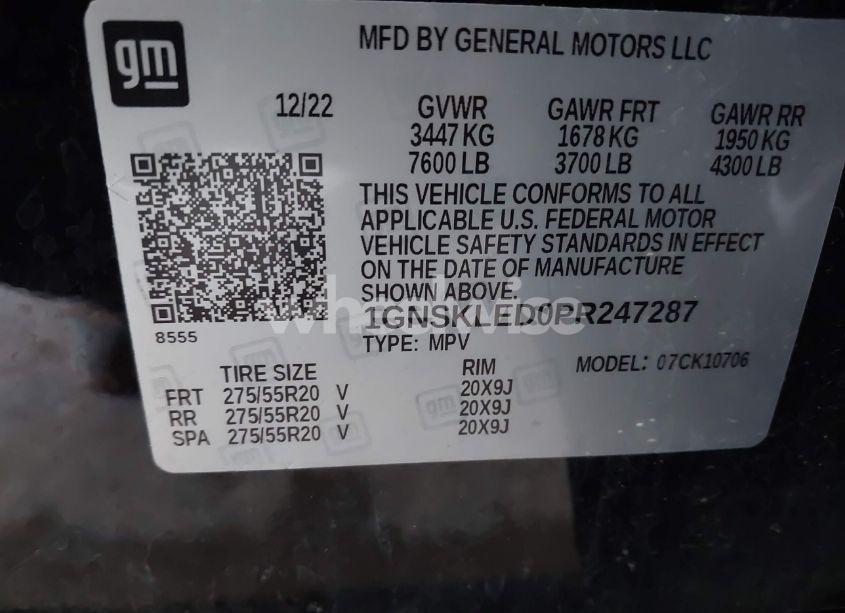 gm
MFD BY GENERAL MOTORS LLC
12/22 GVWR GAWR FRT GAWR RR
3447 KG 1678 KG 1950 KG
7600 LB 3700 LB 4300 LB
THIS VEHICLE CONFORMS TO ALL
APPLICABLE U.S. FEDERAL MOTOR
VEHICLE SAFETY STANDARDS IN EFFECT
ON THE DATE OF MANUFACTURE
SHOWN ABOVE.
1GNSKLED0PR247287
8555
TYPE: MPV MODEL: 07CK10706
TIRE SIZE RIM
FRT 275/55R20 V 20X9J
RR 275/55R20 V 20X9J
SPA 275/55R20 V 20X9J